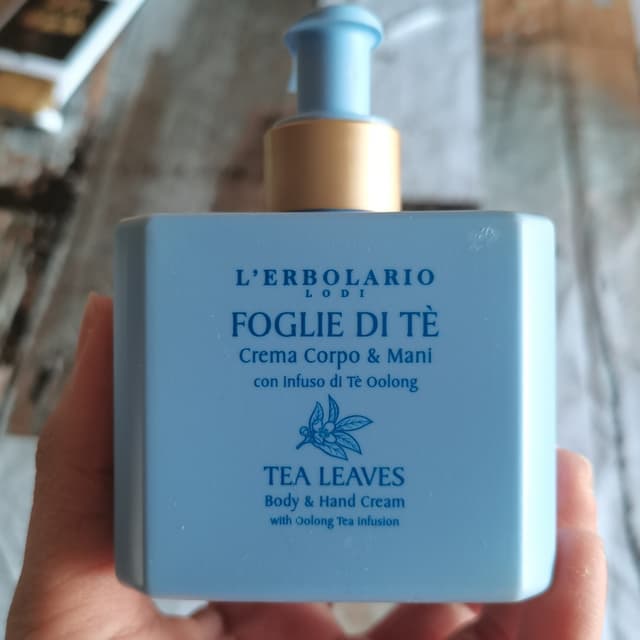 L'ERBOLARIO
LODI
FOGLIE DI TÈ
Crema Corpo & Mani
con Infuso di Tè Oolong
TEA LEAVES
Body & Hand Cream
with Oolong Tea Infusion